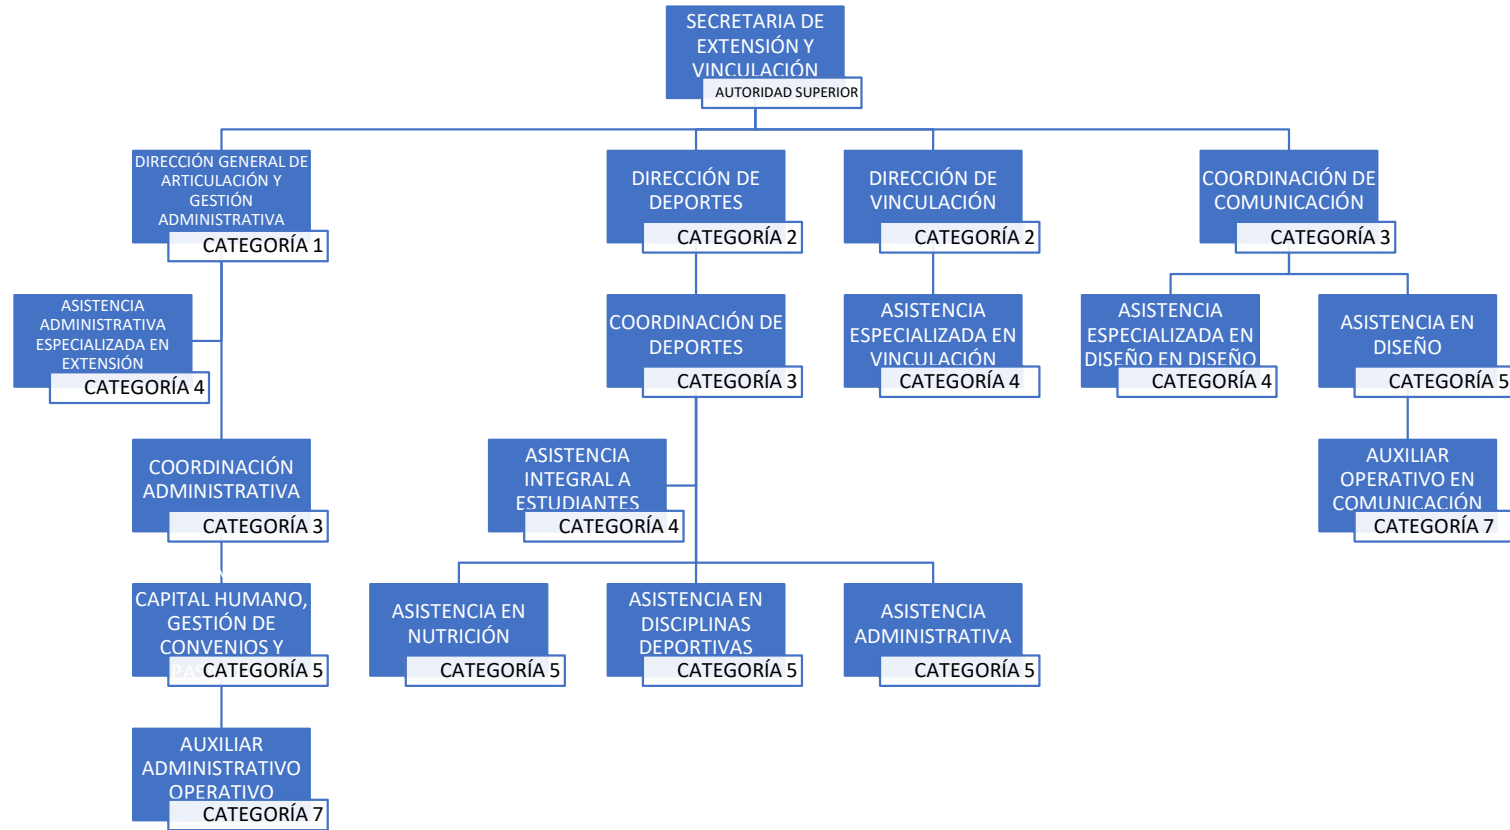 SECRETARIA DE
EXTENSIÓN Y
VINCULACIÓN
AUTORIDAD SUPERIOR
DIRECCIÓN GENERAL DE
ARTICULACIÓN Y
GESTIÓN
ADMINISTRATIVA
CATEGORÍA 1
DIRECCIÓN DE
DEPORTES
CATEGORÍA 2
DIRECCIÓN DE
VINCULACIÓN
CATEGORÍA 2
COORDINACIÓN DE
COMUNICACIÓN
CATEGORÍA 3
ASISTENCIA
ADMINISTRATIVA
ESPECIALIZADA EN
EXTENSIÓN
CATEGORÍA 4
COORDINACIÓN DE
DEPORTES
CATEGORÍA 3
ASISTENCIA
ESPECIALIZADA EN
VINCULACIÓN
CATEGORÍA 4
ASISTENCIA
ESPECIALIZADA EN
DISEÑO EN DISEÑO
CATEGORÍA 4
ASISTENCIA EN
DISEÑO
CATEGORÍA 5
COORDINACIÓN
ADMINISTRATIVA
CATEGORÍA 3
ASISTENCIA
INTEGRAL A
ESTUDIANTES
CATEGORÍA 4
AUXILIAR
OPERATIVO EN
COMUNICACIÓN
CATEGORÍA 7
CAPITAL HUMANO,
GESTIÓN DE
CONVENIOS Y
CATEGORÍA 5
ASISTENCIA EN
NUTRICIÓN
CATEGORÍA 5
ASISTENCIA EN
DISCIPLINAS
DEPORTIVAS
CATEGORÍA 5
ASISTENCIA
ADMINISTRATIVA
CATEGORÍA 5
AUXILIAR
ADMINISTRATIVO
OPERATIVO
CATEGORÍA 7